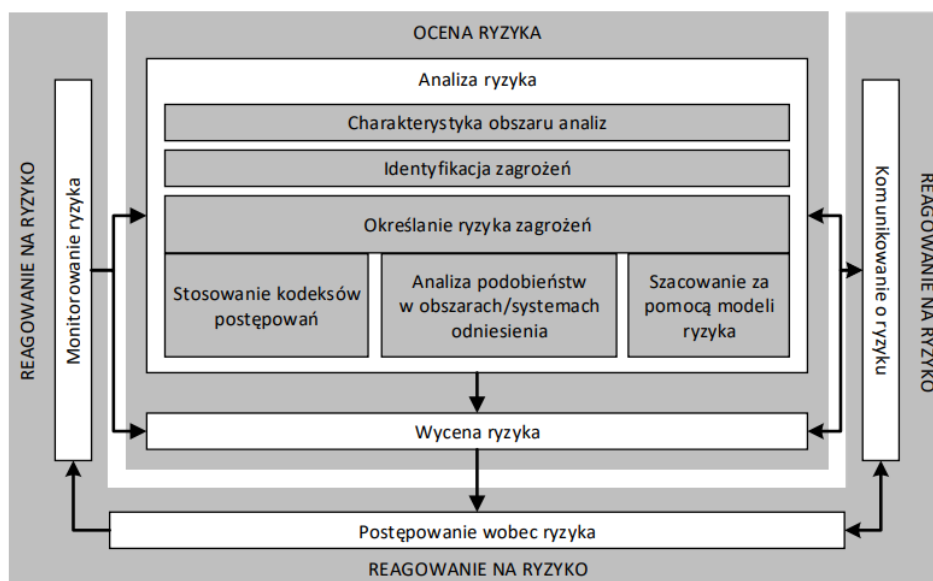 OCENA RYZYKA
Analiza ryzyka
Charakterystyka obszaru analiz
Identyfikacja zagrożeń
Określanie ryzyka zagrożeń
Stosowanie kodeksów
postępowań
Analiza podobieństw
w obszarach/systemach
odniesienia
Szacowanie za
pomocą modeli
ryzyka
Wycena ryzyka
Postępowanie wobec ryzyka
REAGOWANIE NA RYZYKO
REAGOWANIE NA RYZYKO
Monitorowanie ryzyka
Komunikowanie o ryzyku
REAGOWANIE NA RYZYKO